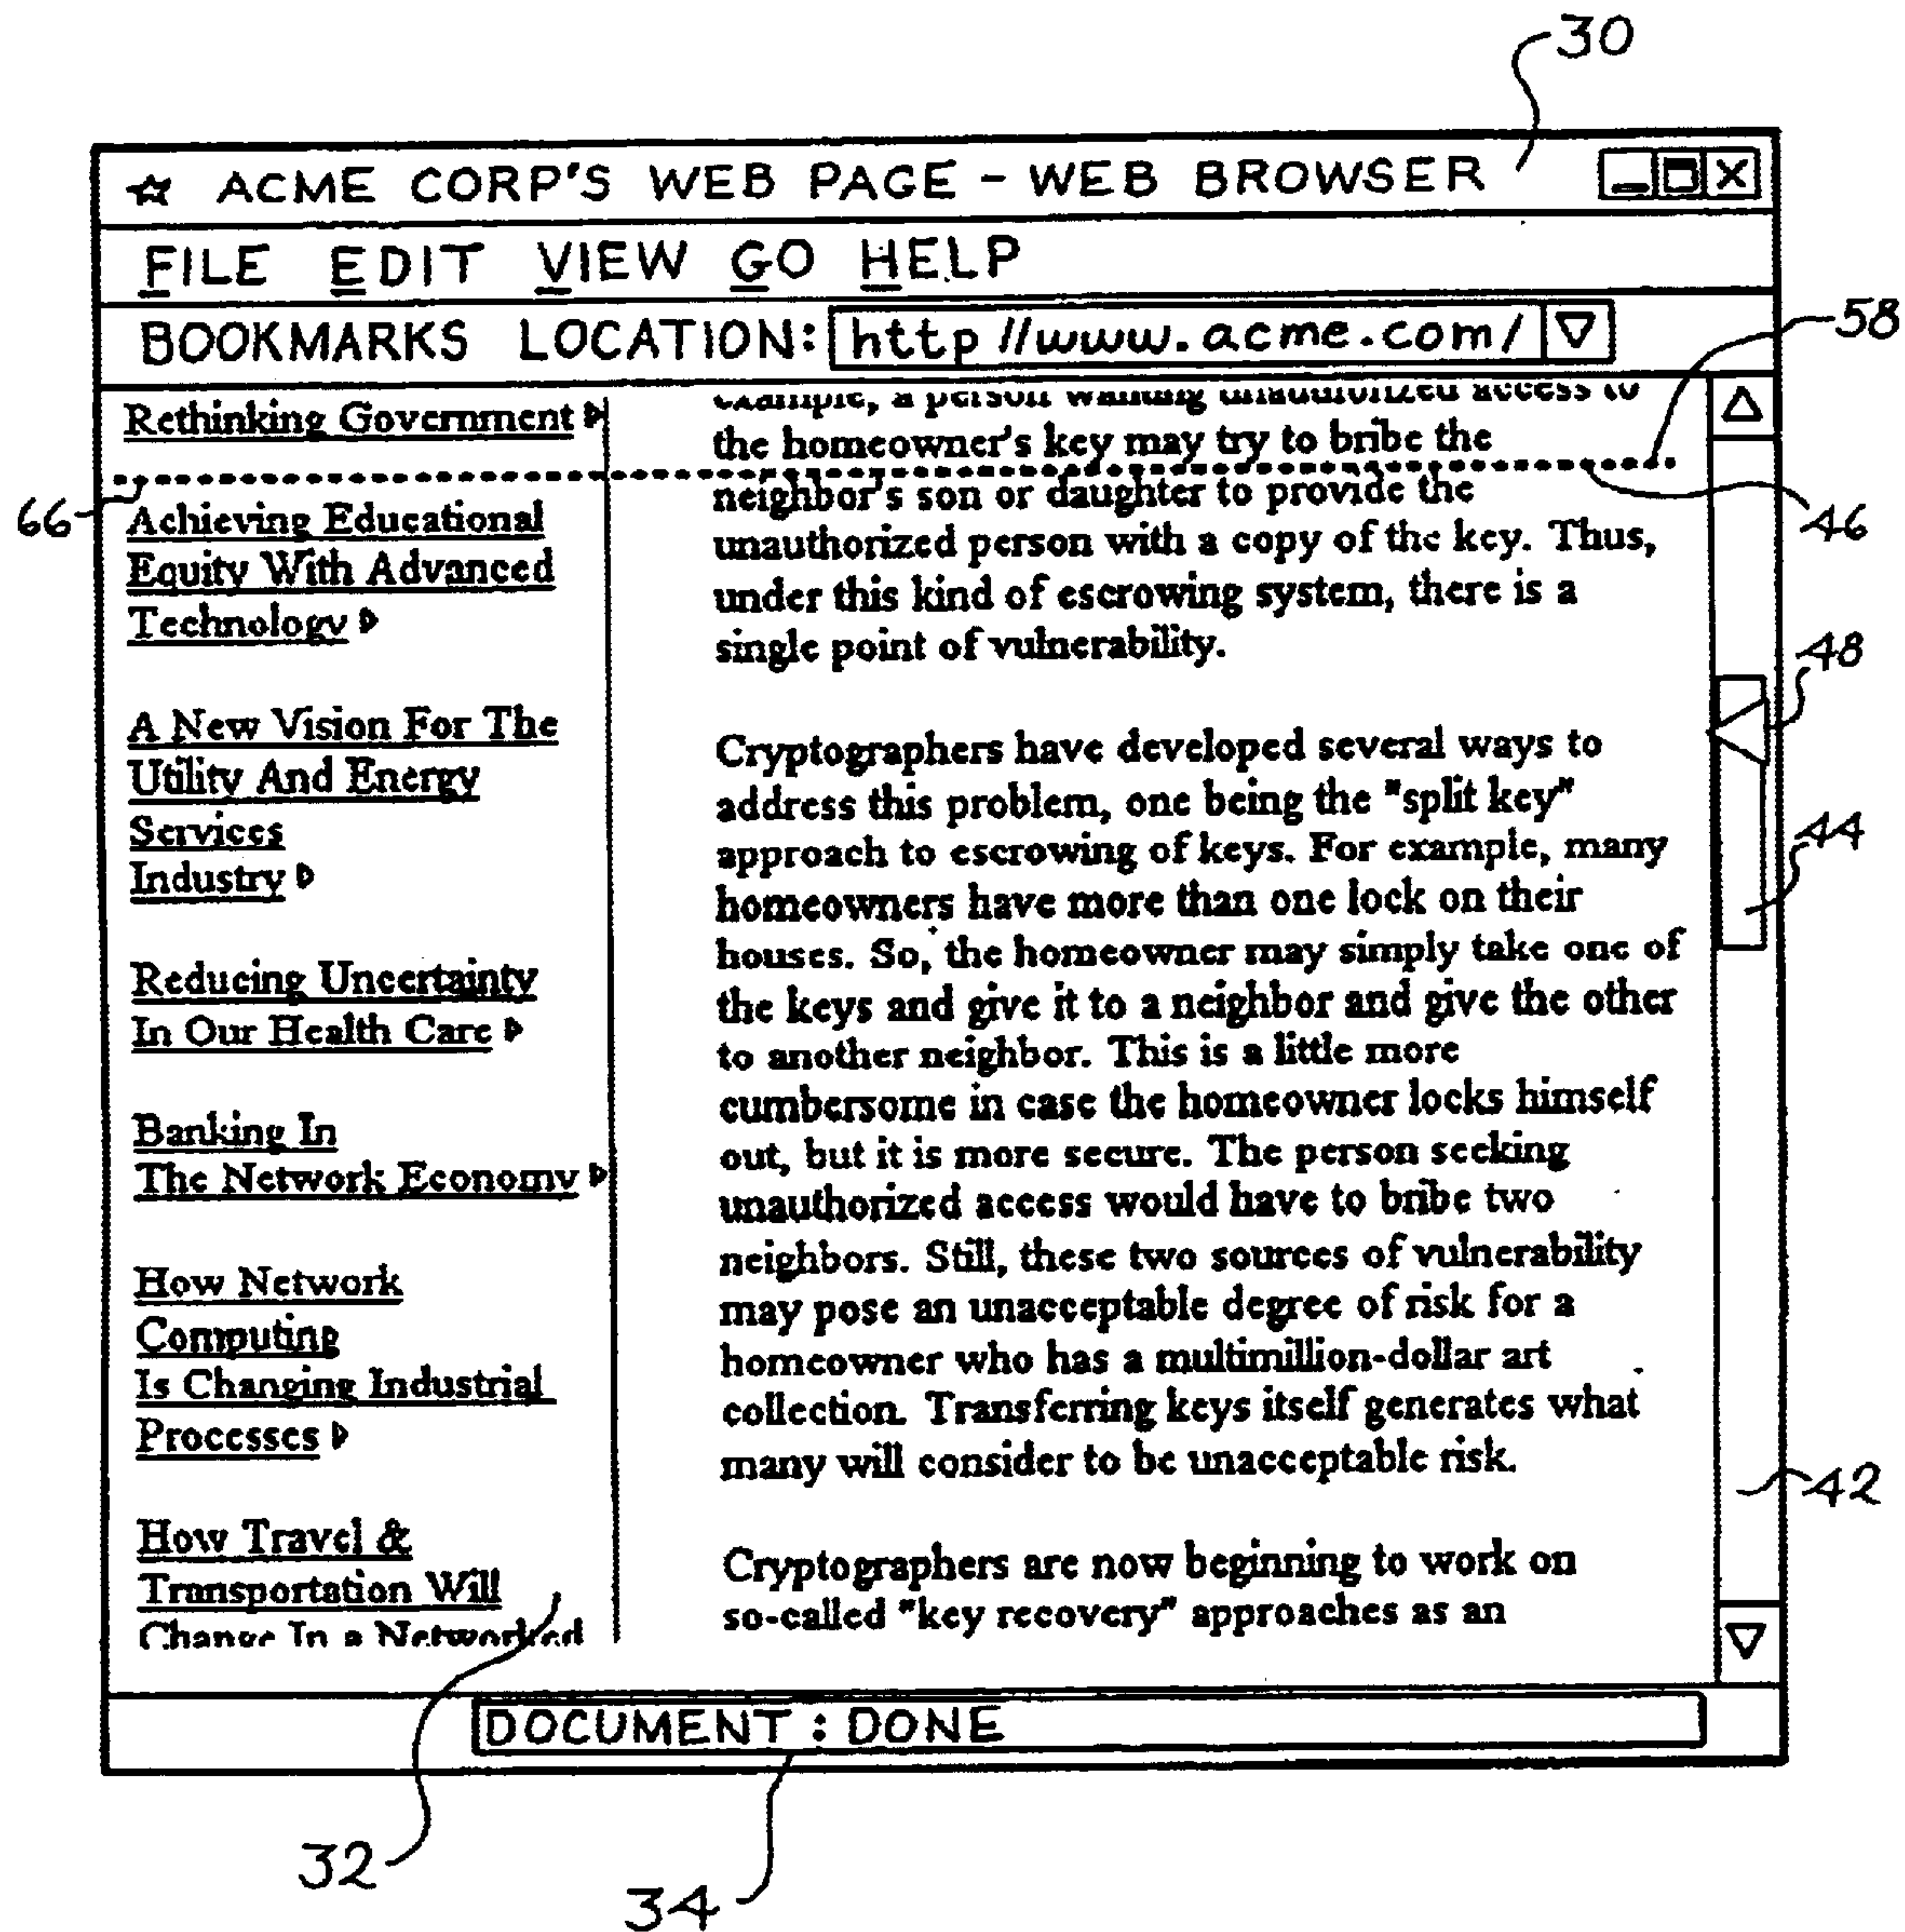 30
☆ ACME CORP'S WEB PAGE - WEB BROWSER
FILE EDIT VIEW GO HELP
BOOKMARKS LOCATION: http //www.acme.com/
58
Rethinking Government
66
Achieving Educational
Equity With Advanced
Technology
A New Vision For The
Utility And Energy
Services
Industry
Reducing Uncertainty
In Our Health Care
Banking In
The Network Economy
How Network
Computing
Is Changing Industrial
Processes
How Travel &
Transportation Will
Change In a Networked
example, a person wanting unauthorized access to
the homeowner's key may try to bribe the
neighbor's son or daughter to provide the
unauthorized person with a copy of the key. Thus,
under this kind of escrowing system, there is a
single point of vulnerability.
Cryptographers have developed several ways to
address this problem, one being the "split key"
approach to escrowing of keys. For example, many
homeowners have more than one lock on their
houses. So, the homeowner may simply take one of
the keys and give it to a neighbor and give the other
to another neighbor. This is a little more
cumbersome in case the homeowner locks himself
out, but it is more secure. The person seeking
unauthorized access would have to bribe two
neighbors. Still, these two sources of vulnerability
may pose an unacceptable degree of risk for a
homeowner who has a multimillion-dollar art
collection. Transferring keys itself generates what
many will consider to be unacceptable risk.
Cryptographers are now beginning to work on
so-called "key recovery" approaches as an
46
48
44
42
DOCUMENT : DONE
32
34